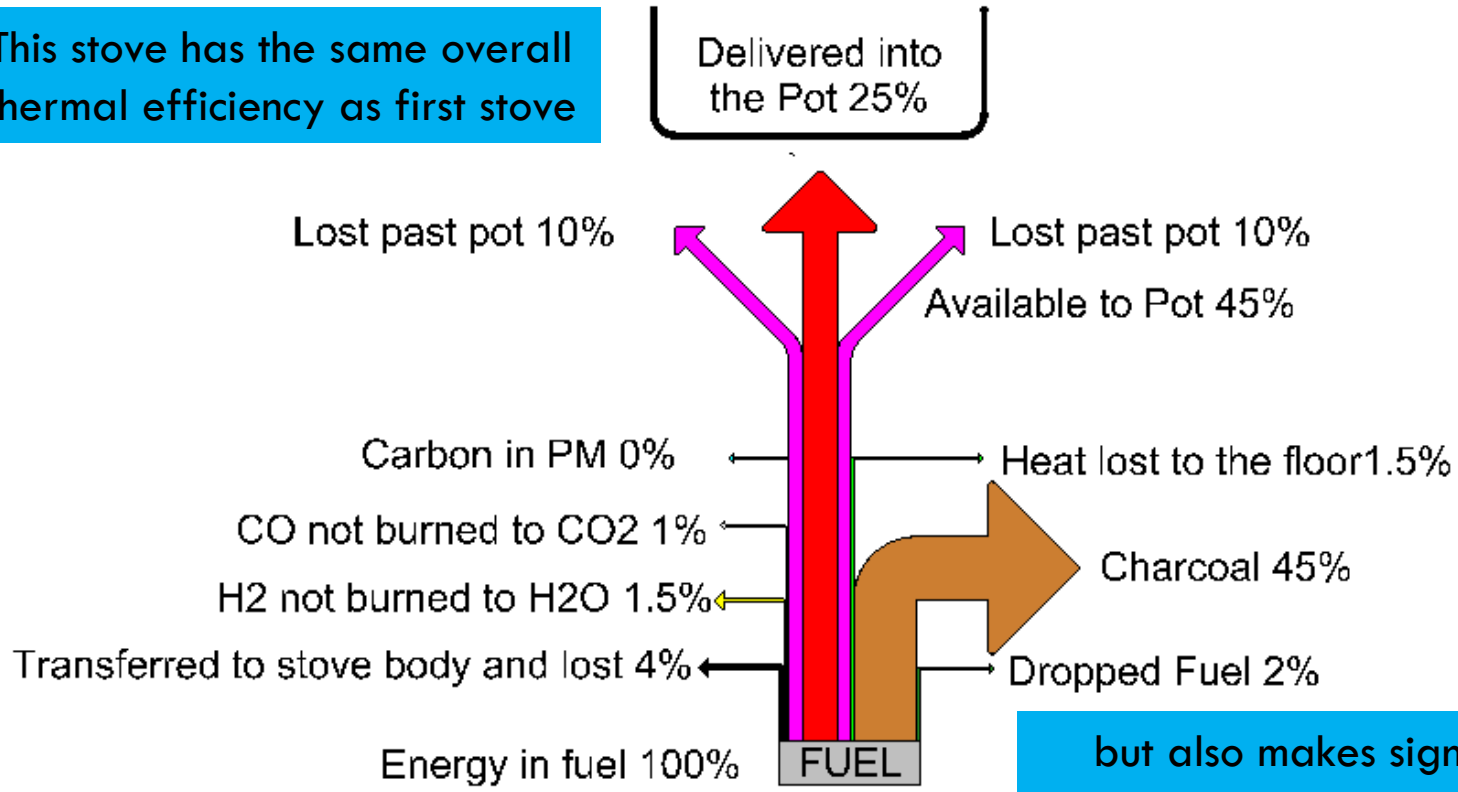 This stove has the same overall
thermal efficiency as first stove
Delivered into
the Pot 25%
Lost past pot 10%
Lost past pot 10%
Available to Pot 45%
Carbon in PM 0%
Heat lost to the floor1.5%
CO not burned to CO2 1%
Charcoal 45%
H2 not burned to H2O 1.5%
Transferred to stove body and lost 4%
Dropped Fuel 2%
Energy in fuel 100%
FUEL
but also makes